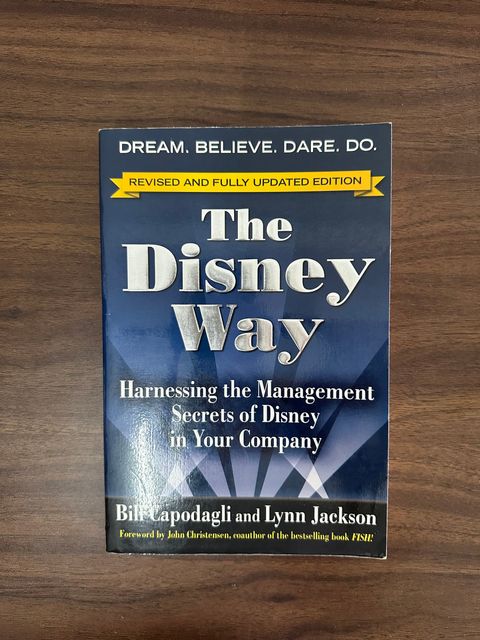 DREAM. BELIEVE. DARE. DO.
REVISED AND FULLY UPDATED EDITION
The
Disney
Way
Harnessing the Management
Secrets of Disney
in Your Company
Bill Capodagli and Lynn Jackson
Foreword by John Christensen, coauthor of the bestselling book FISH!